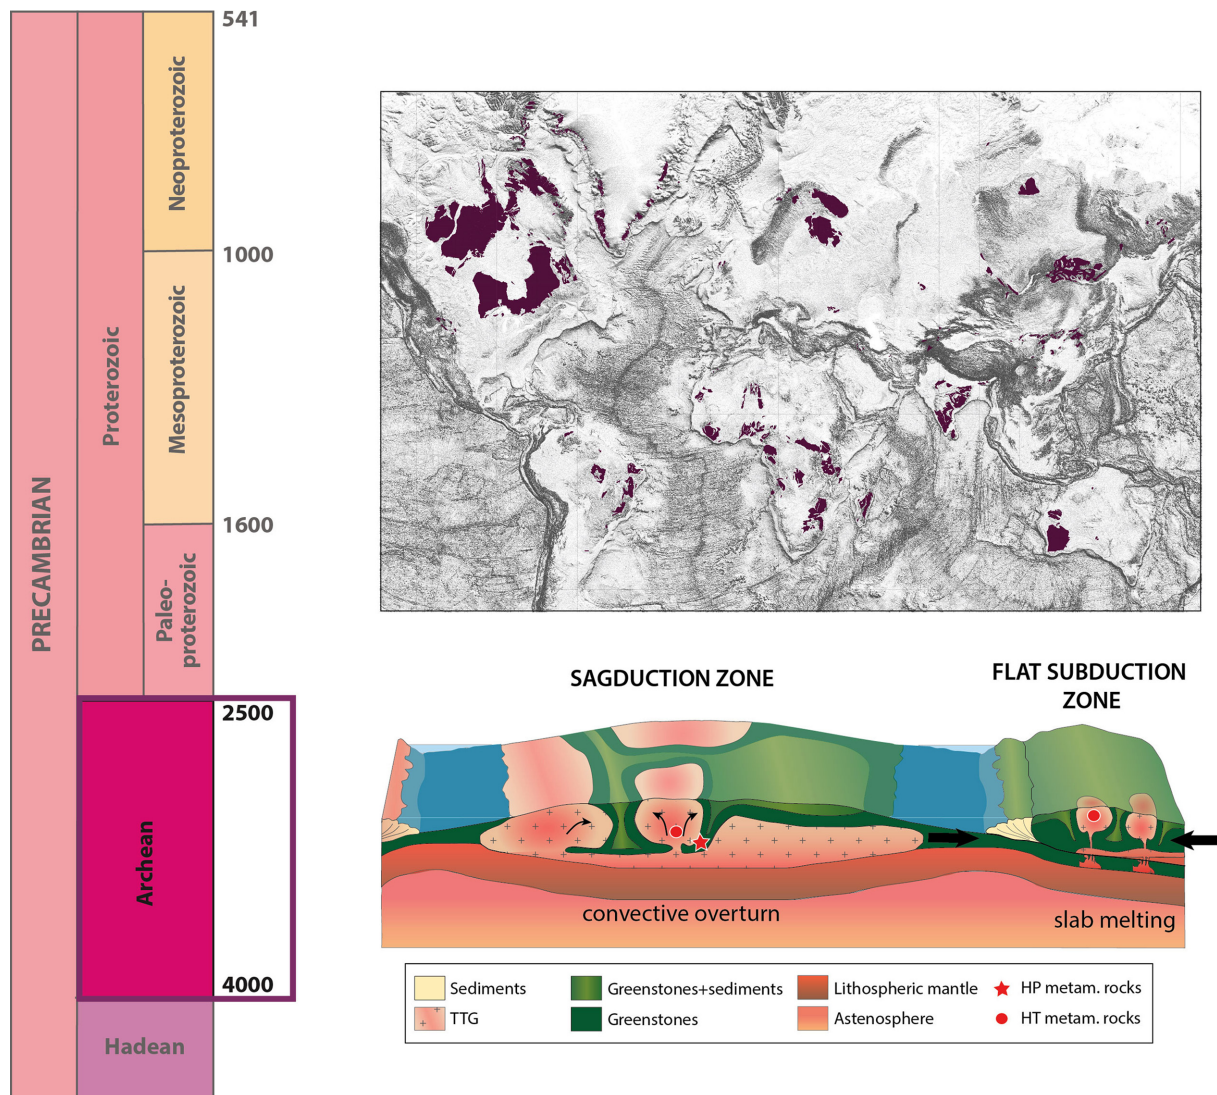 541
Neoproterozoic
1000
Mesoproterozoic
Proterozoic
PRECAMBRIAN
1600
Paleo-
proterozoic
2500
Archean
4000
Hadean
SAGDUCTION ZONE
FLAT SUBDUCTION
ZONE
convective overturn
slab melting
Sediments
Greenstones+sediments
Lithospheric mantle
HP metam. rocks
TTG
Greenstones
Astenosphere
HT metam. rocks